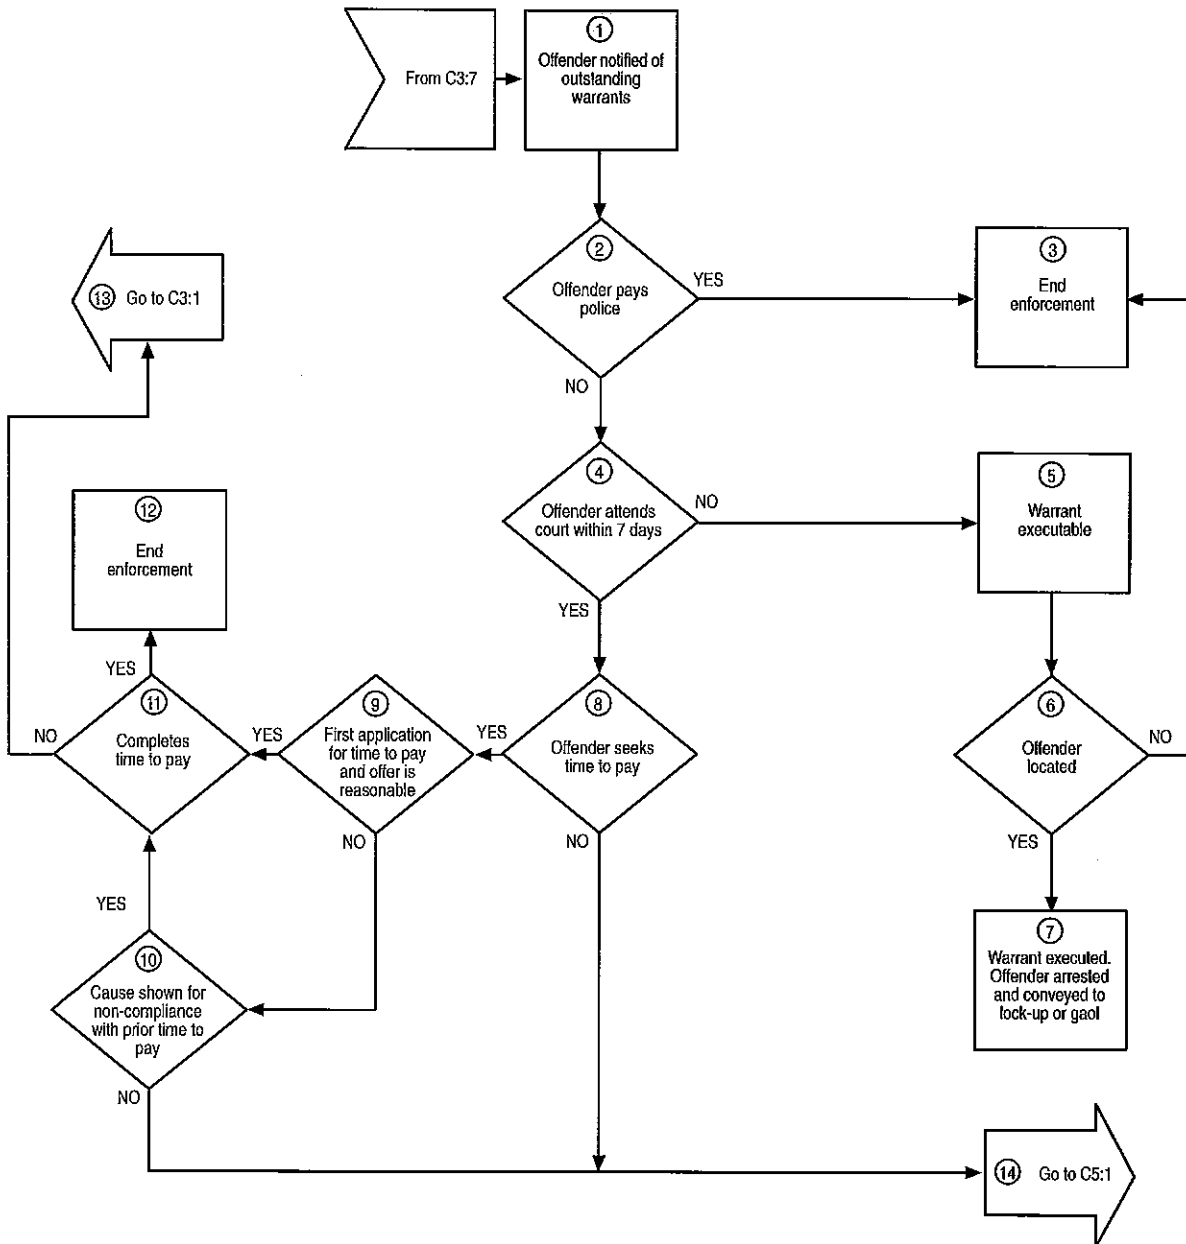 From C3:7
1
Offender notified of
outstanding
warrants
2
Offender pays
police
YES
NO
3
End
enforcement
13 Go to C3:1
4
Offender attends
court within 7 days
NO
YES
5
Warrant
executable
12
End
enforcement
YES
11
Completes
time to pay
NO
YES
9
First application
for time to pay
and offer is
reasonable
NO
YES
8
Offender seeks
time to pay
NO
6
Offender
located
NO
YES
YES
10
Cause shown for
non-compliance
with prior time to
pay
NO
7
Warrant executed.
Offender arrested
and conveyed to
lock-up or gaol
14 Go to C5:1